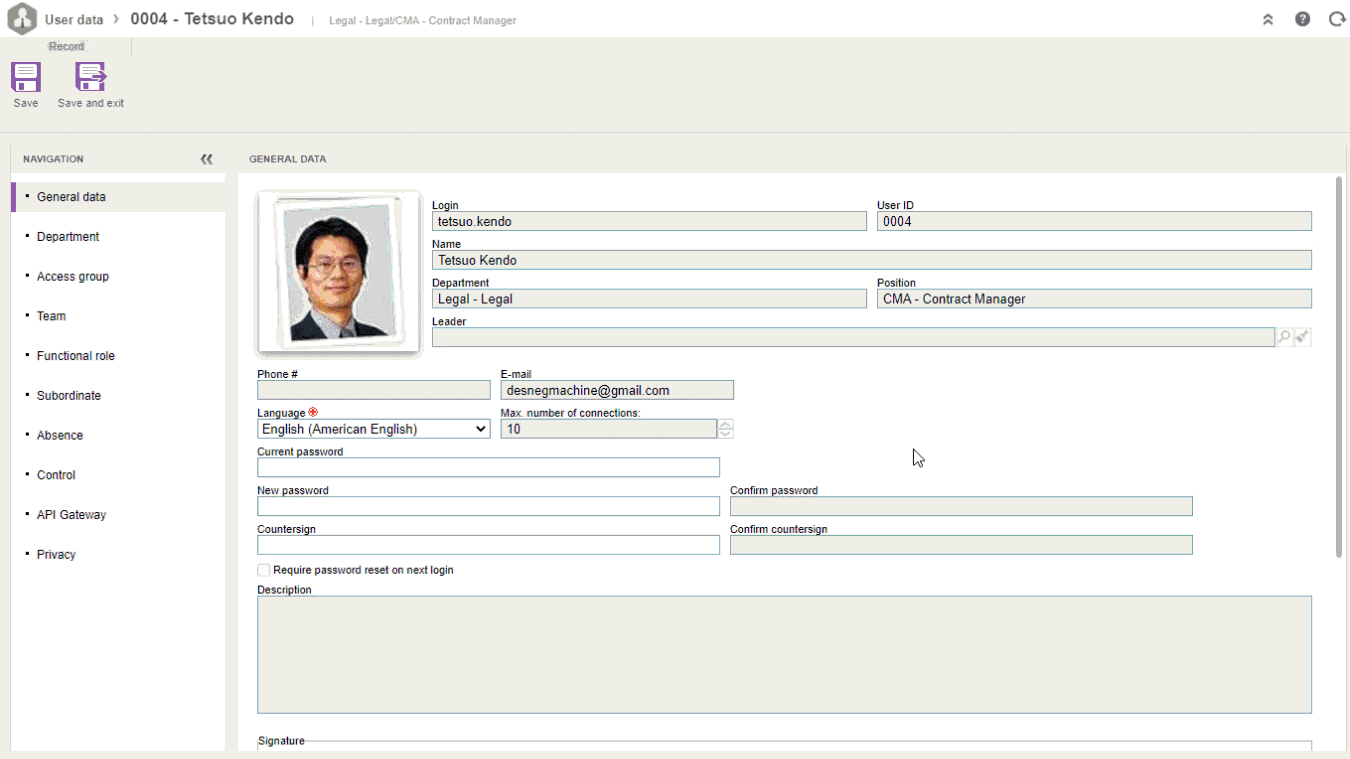 User data › 0004 - Tetsuo Kendo | Legal - Legal/CMA - Contract Manager
Record
Save
Save and exit
NAVIGATION
General data
Department
Access group
Team
Functional role
Subordinate
Absence
Control
API Gateway
Privacy
GENERAL DATA
Login User ID
tetsuo.kendo 0004
Name
Tetsuo Kendo
Department Position
Legal - Legal CMA - Contract Manager
Leader
Phone # E-mail
desnegmachine@gmail.com
Language Max. number of connections:
English (American English) 10
Current password
New password Confirm password
Countersign Confirm countersign
Require password reset on next login
Description
Signature